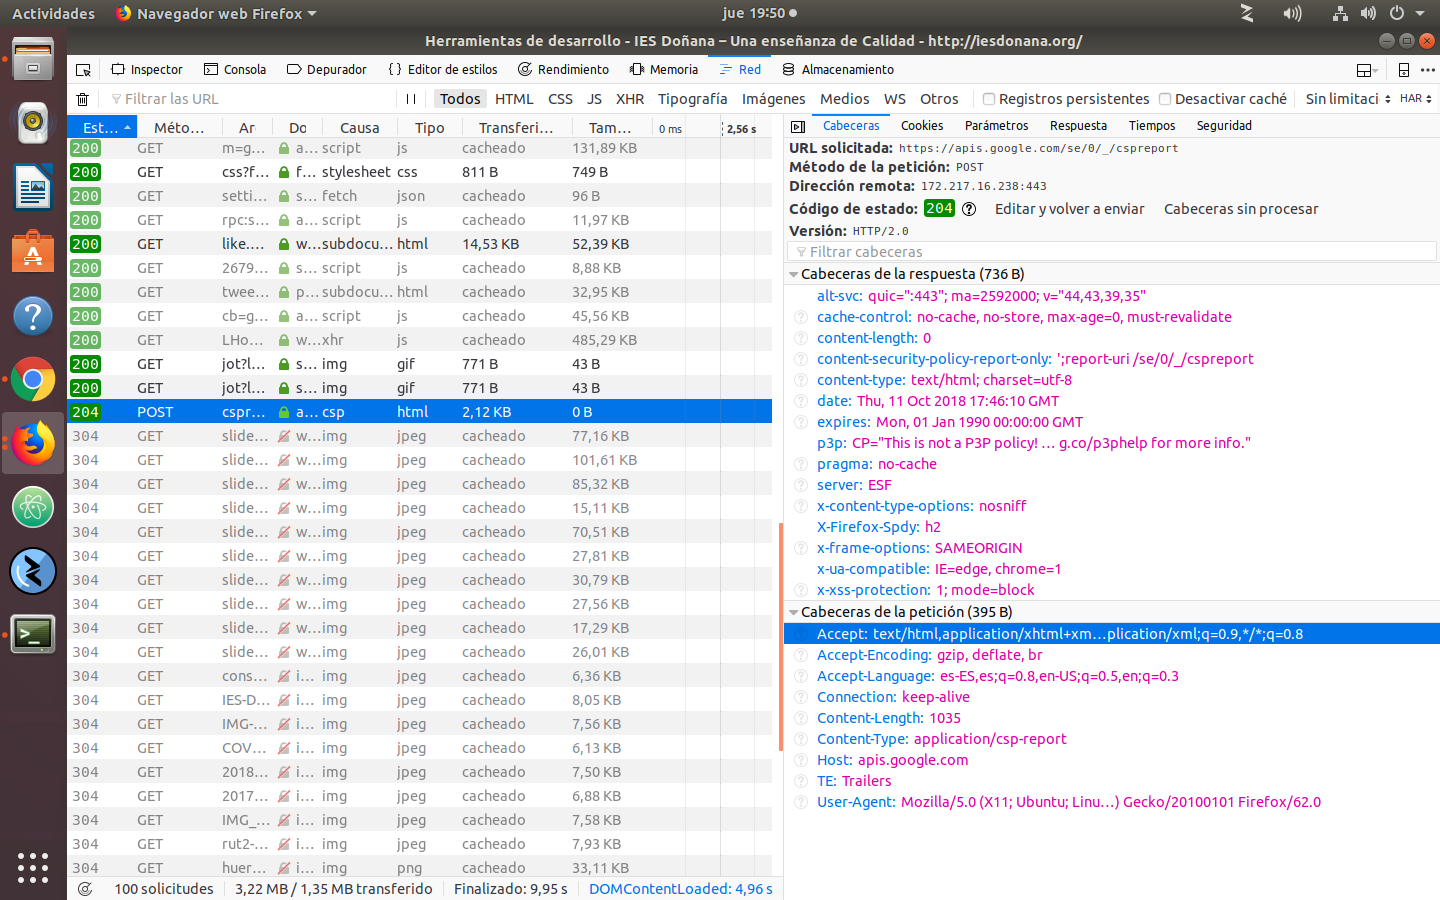 Actividades Navegador web Firefox jue 19:50
Herramientas de desarrollo - IES Doñana – Una enseñanza de Calidad - http://iesdonana.org/
Inspector Consola Depurador Editor de estilos Rendimiento Memoria Red Almacenamiento
Filtrar las URL Todos HTML CSS JS XHR Tipografía Imágenes Medios WS Otros Registros persistentes Desactivar caché Sin limitaci HAR
Est… Méto… Ar Do Causa Tipo Transferi… Tam… 0 ms 2,56 s
200 GET m=g… a… script js cacheado 131,89 KB
200 GET css?f… f… stylesheet css 811 B 749 B
200 GET setti… s… fetch json cacheado 96 B
200 GET rpc:s… a… script js cacheado 11,97 KB
200 GET like.… w… subdocu… html 14,53 KB 52,39 KB
200 GET 2679… s… script js cacheado 8,88 KB
200 GET twee… p… subdocu… html cacheado 32,95 KB
200 GET cb=g… a… script js cacheado 45,56 KB
200 GET LHo… w… xhr js cacheado 485,29 KB
200 GET jot?l… s… img gif 771 B 43 B
200 GET jot?l… s… img gif 771 B 43 B
204 POST cspr… a… csp html 2,12 KB 0 B
304 GET slide… w… img jpeg cacheado 77,16 KB
304 GET slide… w… img jpeg cacheado 101,61 KB
304 GET slide… w… img jpeg cacheado 85,32 KB
304 GET slide… w… img jpeg cacheado 15,11 KB
304 GET slide… w… img jpeg cacheado 70,51 KB
304 GET slide… w… img jpeg cacheado 27,81 KB
304 GET slide… w… img jpeg cacheado 30,79 KB
304 GET slide… w… img jpeg cacheado 27,56 KB
304 GET slide… w… img jpeg cacheado 17,29 KB
304 GET slide… w… img jpeg cacheado 26,01 KB
304 GET cons… i… img jpeg cacheado 6,36 KB
304 GET IES-D… i… img jpeg cacheado 8,05 KB
304 GET IMG-… i… img jpeg cacheado 7,56 KB
304 GET COV… i… img jpeg cacheado 6,13 KB
304 GET 2018… i… img jpeg cacheado 7,50 KB
304 GET 2017… i… img jpeg cacheado 6,88 KB
304 GET IMG_… i… img jpeg cacheado 7,58 KB
304 GET rut2-… i… img jpeg cacheado 7,93 KB
304 GET huer… i… img png cacheado 33,11 KB
100 solicitudes 3,22 MB / 1,35 MB transferido Finalizado: 9,95 s DOMContentLoaded: 4,96 s
Cabeceras Cookies Parámetros Respuesta Tiempos Seguridad
URL solicitada: https://apis.google.com/se/0/_/cspreport
Método de la petición: POST
Dirección remota: 172.217.16.238:443
Código de estado: 204 Editar y volver a enviar Cabeceras sin procesar
Versión: HTTP/2.0
Filtrar cabeceras
Cabeceras de la respuesta (736 B)
alt-svc: quic=":443"; ma=2592000; v="44,43,39,35"
cache-control: no-cache, no-store, max-age=0, must-revalidate
content-length: 0
content-security-policy-report-only: ';report-uri /se/0/_/cspreport
content-type: text/html; charset=utf-8
date: Thu, 11 Oct 2018 17:46:10 GMT
expires: Mon, 01 Jan 1990 00:00:00 GMT
p3p: CP="This is not a P3P policy! … g.co/p3phelp for more info."
pragma: no-cache
server: ESF
x-content-type-options: nosniff
X-Firefox-Spdy: h2
x-frame-options: SAMEORIGIN
x-ua-compatible: IE=edge, chrome=1
x-xss-protection: 1; mode=block
Cabeceras de la petición (395 B)
Accept: text/html,application/xhtml+xm…plication/xml;q=0.9,*/*;q=0.8
Accept-Encoding: gzip, deflate, br
Accept-Language: es-ES,es;q=0.8,en-US;q=0.5,en;q=0.3
Connection: keep-alive
Content-Length: 1035
Content-Type: application/csp-report
Host: apis.google.com
TE: Trailers
User-Agent: Mozilla/5.0 (X11; Ubuntu; Linu…) Gecko/20100101 Firefox/62.0